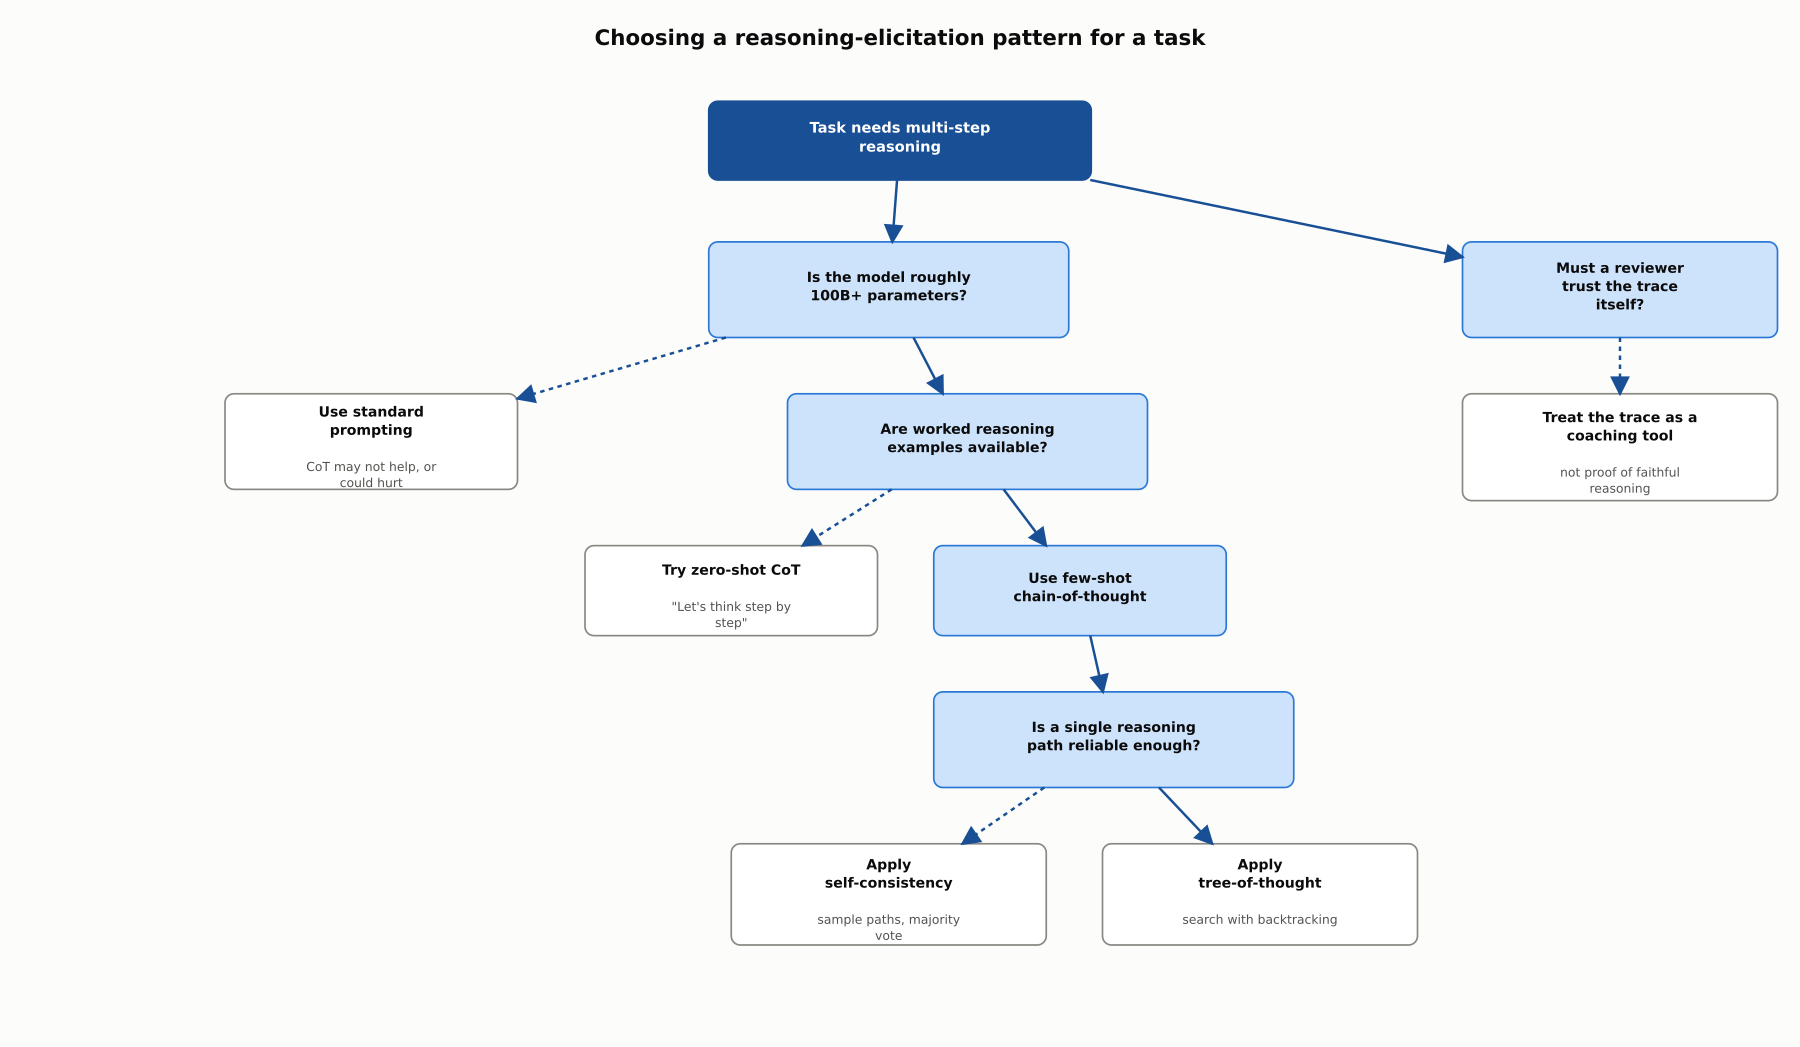 Choosing a reasoning-elicitation pattern for a task
Task needs multi-step
reasoning
Is the model roughly
100B+ parameters?
Must a reviewer
trust the trace
itself?
Use standard
prompting
CoT may not help, or
could hurt
Are worked reasoning
examples available?
Treat the trace as a
coaching tool
not proof of faithful
reasoning
Try zero-shot CoT
"Let's think step by
step"
Use few-shot
chain-of-thought
Is a single reasoning
path reliable enough?
Apply
self-consistency
sample paths, majority
vote
Apply
tree-of-thought
search with backtracking